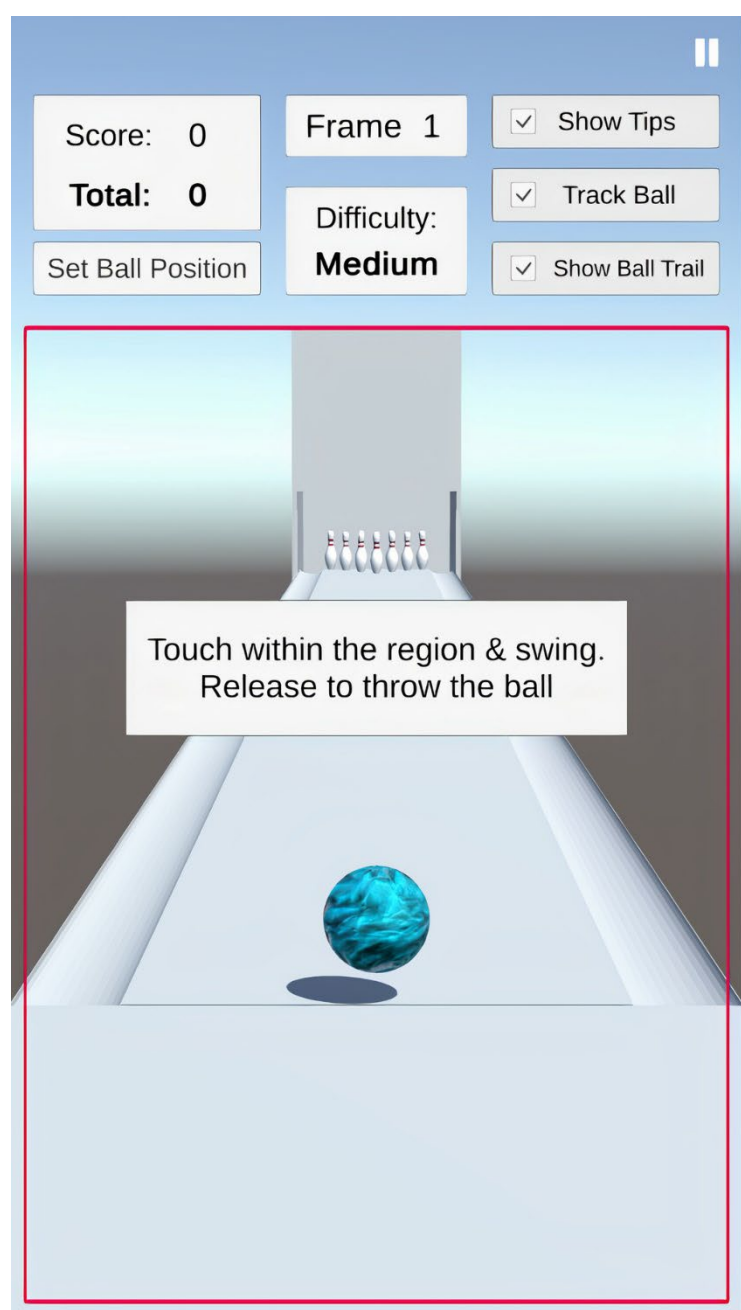 Score: 0
Total: 0
Set Ball Position
Frame 1
Difficulty:
Medium
Show Tips
Track Ball
Show Ball Trail
Touch within the region & swing.
Release to throw the ball